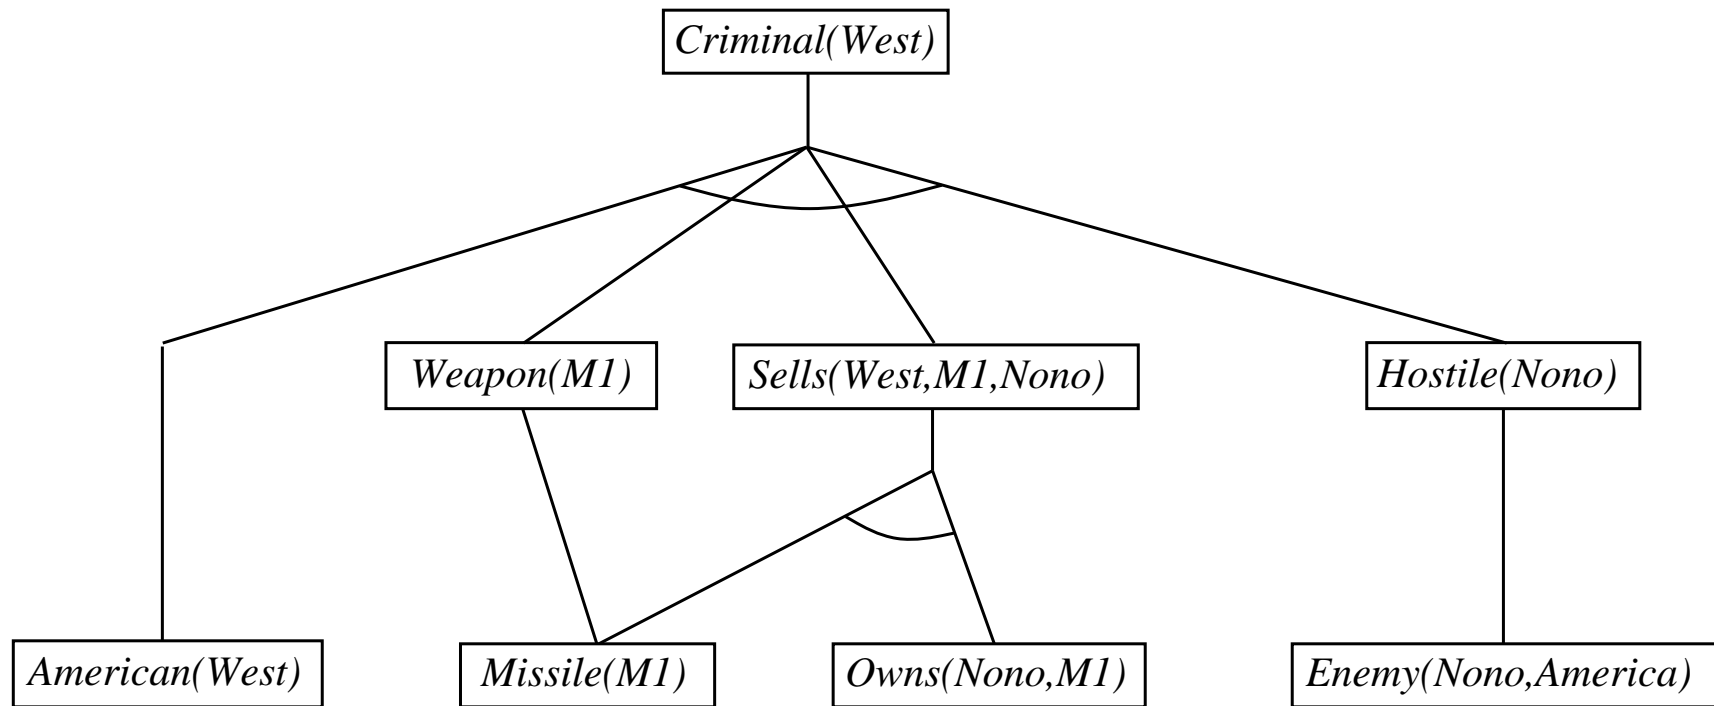 Criminal(West)
Weapon(M1)
Sells(West,M1,Nono)
Hostile(Nono)
American(West)
Missile(M1)
Owns(Nono,M1)
Enemy(Nono,America)